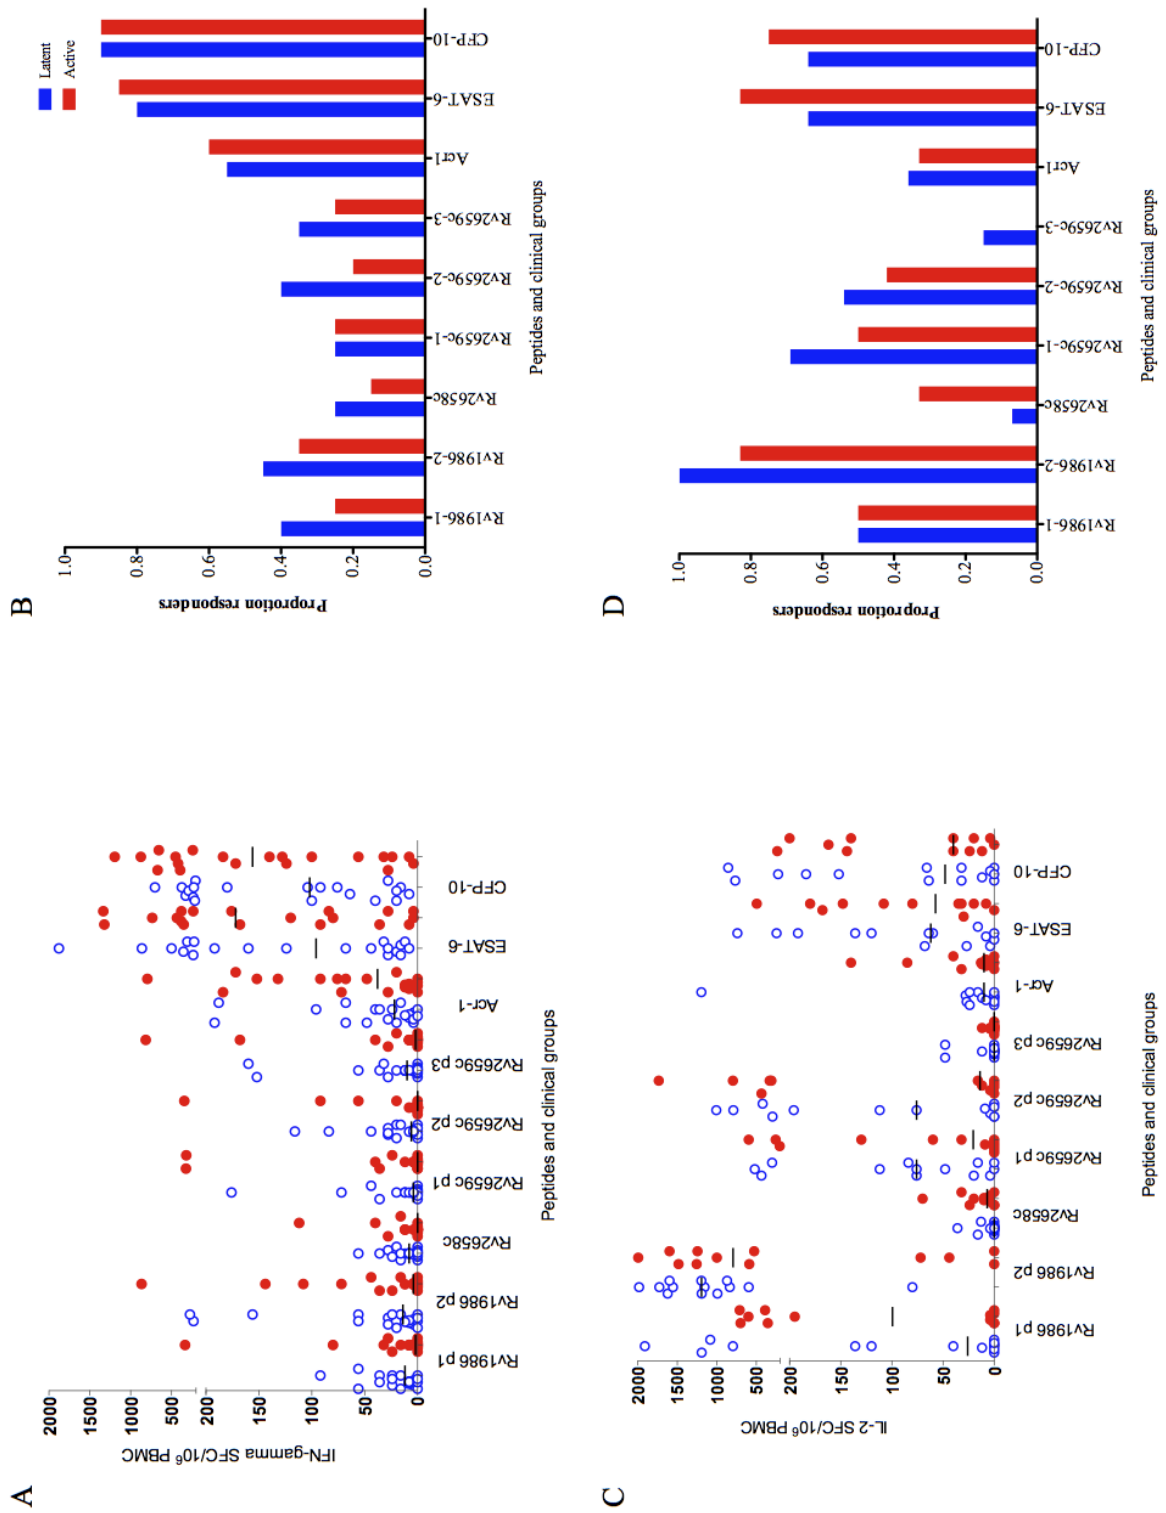 A
2000
1500
1000
500
200
150
100
50
0
IFN-gamma SFC/10⁶ PBMC
Rv1986 p1
Rv1986 p2
Rv2658c
Rv2659c p1
Rv2659c p2
Rv2659c p3
Acr-1
ESAT-6
CFP-10
Peptides and clinical groups
B
Latent
Active
1.0
0.8
0.6
0.4
0.2
0.0
Proprotion responders
Rv1986-1
Rv1986-2
Rv2658c
Rv2659c-1
Rv2659c-2
Rv2659c-3
Acr1
ESAT-6
CFP-10
Peptides and clinical groups
C
2000
1500
1000
500
200
150
100
50
0
IL-2 SFC/10⁶ PBMC
Rv1986 p1
Rv1986 p2
Rv2658c
Rv2659c p1
Rv2659c p2
Rv2659c p3
Acr-1
ESAT-6
CFP-10
Peptides and clinical groups
D
1.0
0.8
0.6
0.4
0.2
0.0
Proprotion responders
Rv1986-1
Rv1986-2
Rv2658c
Rv2659c-1
Rv2659c-2
Rv2659c-3
Acr1
ESAT-6
CFP-10
Peptides and clinical groups